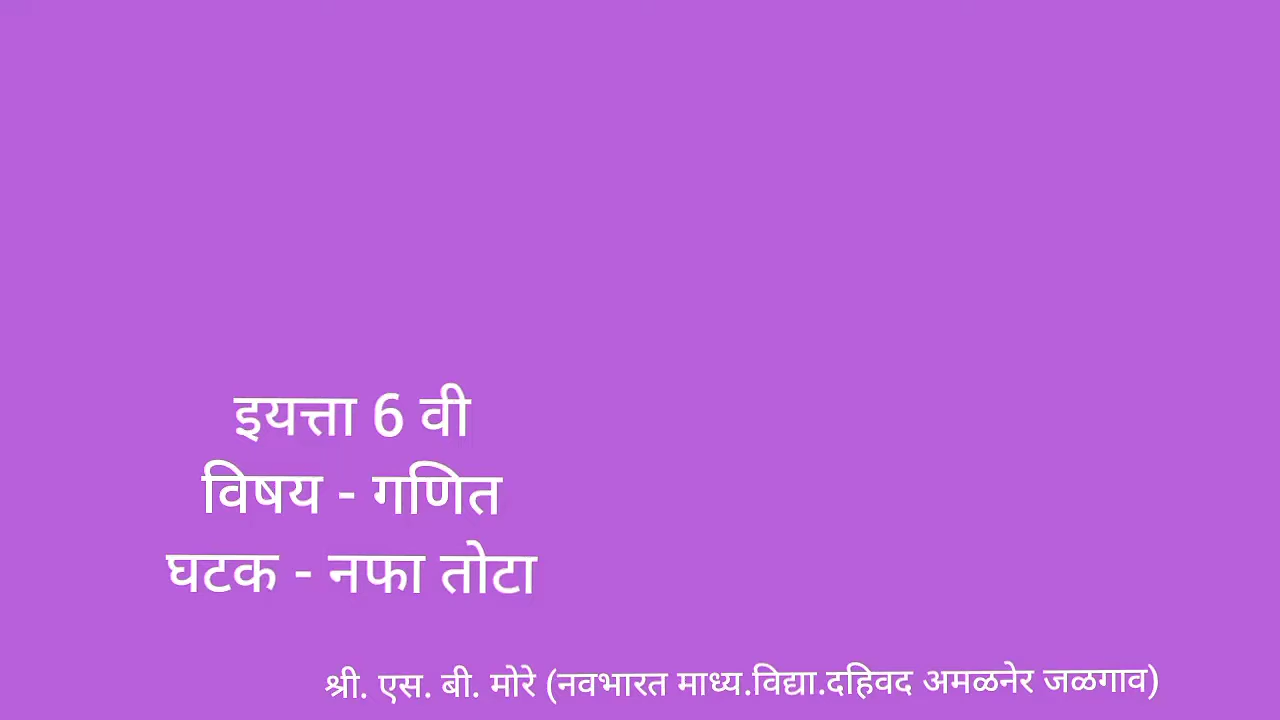 इयत्ता 6 वी
विषय - गणित
घटक - नफा तोटा
श्री. एस. बी. मोरे (नवभारत माध्य.विद्या.दहिवद अमळनेर जळगाव)